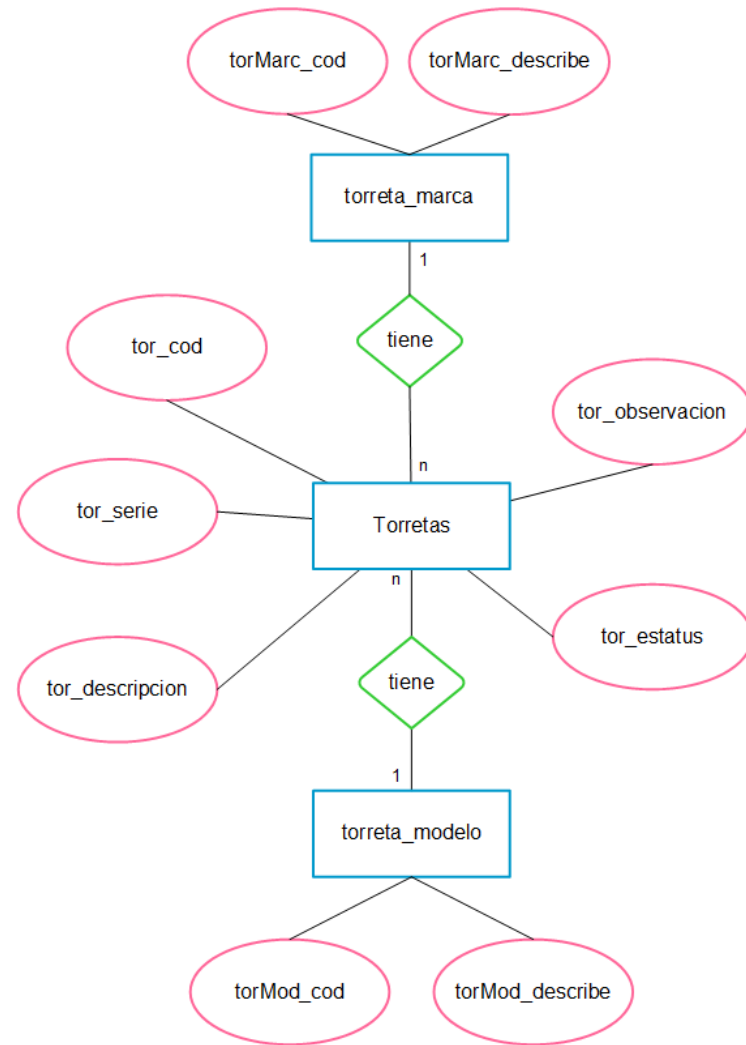 torMarc_cod
torMarc_describe
torreta_marca
1
tiene
tor_cod
tor_observacion
n
tor_serie
Torretas
n
tor_estatus
tor_descripcion
tiene
1
torreta_modelo
torMod_cod
torMod_describe